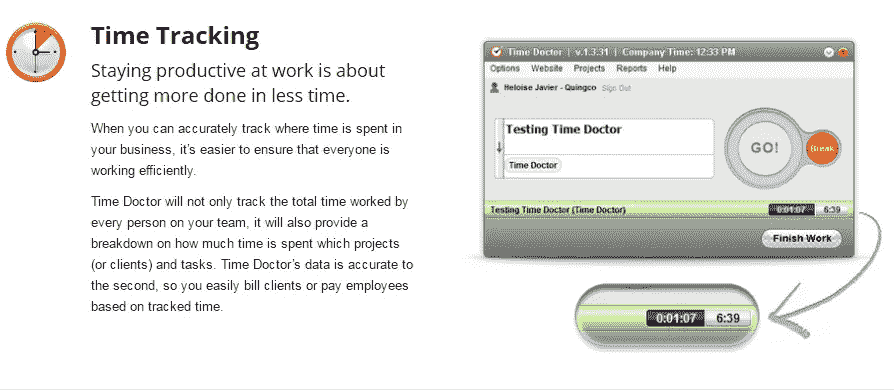 Time Tracking
Staying productive at work is about
getting more done in less time.
When you can accurately track where time is spent in
your business, it’s easier to ensure that everyone is
working efficiently.
Time Doctor will not only track the total time worked by
every person on your team, it will also provide a
breakdown on how much time is spent which projects
(or clients) and tasks. Time Doctor’s data is accurate to
the second, so you easily bill clients or pay employees
based on tracked time.
Time Doctor | v.1.3.31 | Company Time: 12:33 PM
Options Website Projects Reports Help
Heloise Javier - Quingco Sign Out
Testing Time Doctor
Time Doctor
GO!
Break
Testing Time Doctor (Time Doctor) 0:01:07 6:39
Finish Work
0:01:07 6:39